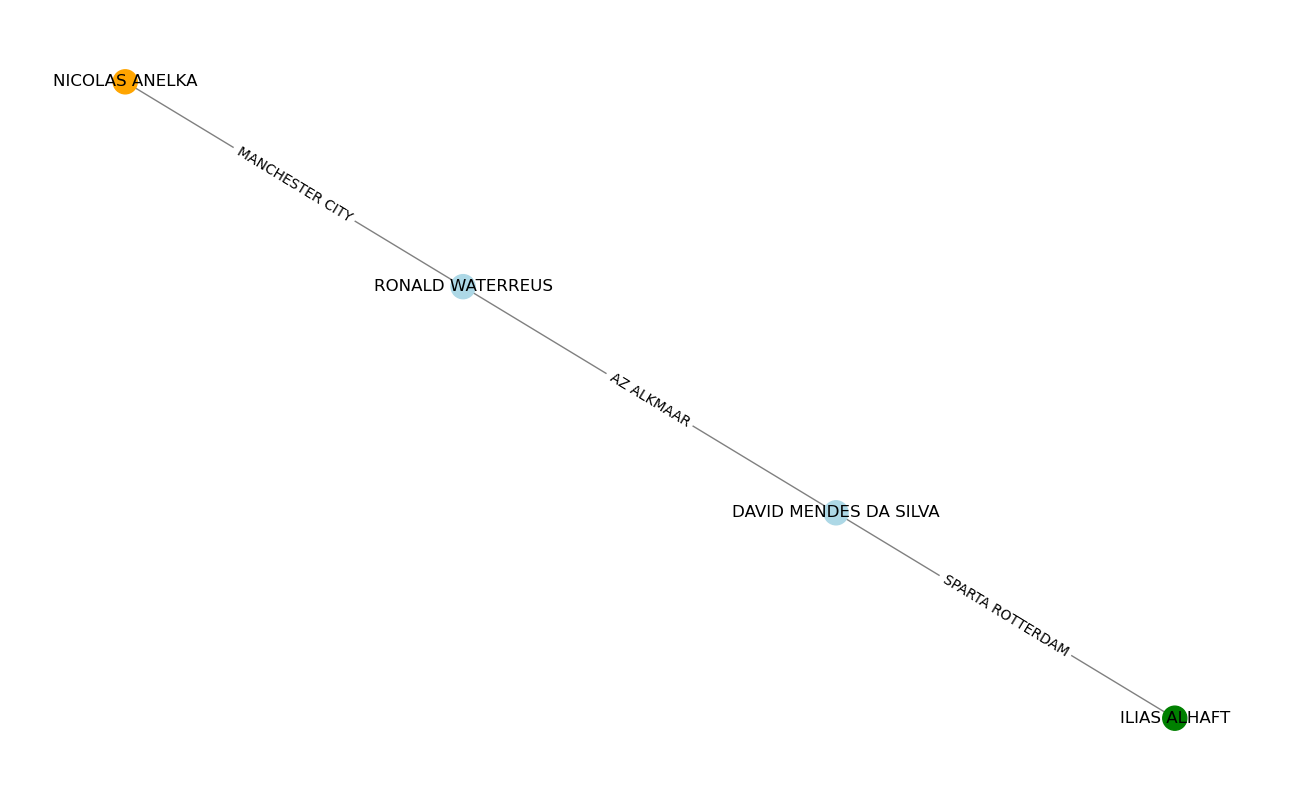 NICOLAS ANELKA
MANCHESTER CITY
RONALD WATERREUS
AZ ALKMAAR
DAVID MENDES DA SILVA
SPARTA ROTTERDAM
ILIAS ALHAFT